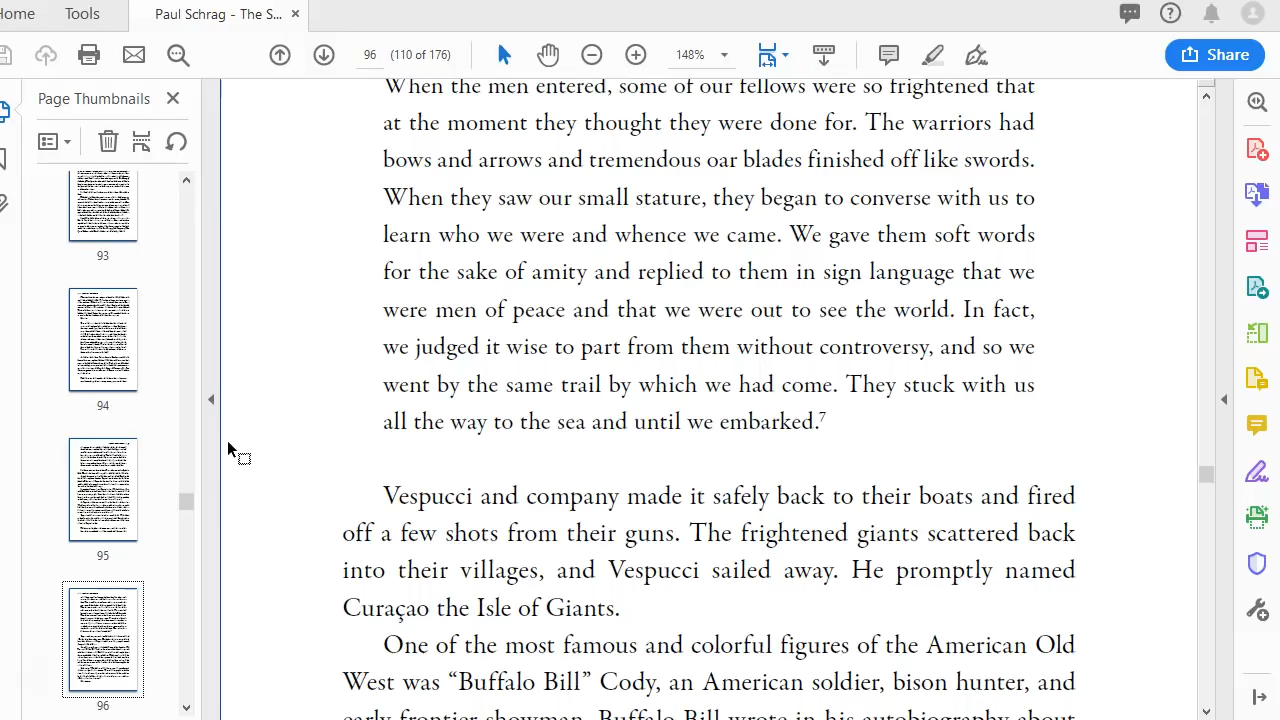 Home
Tools
Paul Schrag - The S...
96 (110 of 176)
148%
Share
Page Thumbnails
93
94
95
96
When the men entered, some of our fellows were so frightened that
at the moment they thought they were done for. The warriors had
bows and arrows and tremendous oar blades finished off like swords.
When they saw our small stature, they began to converse with us to
learn who we were and whence we came. We gave them soft words
for the sake of amity and replied to them in sign language that we
were men of peace and that we were out to see the world. In fact,
we judged it wise to part from them without controversy, and so we
went by the same trail by which we had come. They stuck with us
all the way to the sea and until we embarked.⁷
Vespucci and company made it safely back to their boats and fired
off a few shots from their guns. The frightened giants scattered back
into their villages, and Vespucci sailed away. He promptly named
Curaçao the Isle of Giants.
One of the most famous and colorful figures of the American Old
West was “Buffalo Bill” Cody, an American soldier, bison hunter, and
early frontier showman. Buffalo Bill wrote in his autobiography about